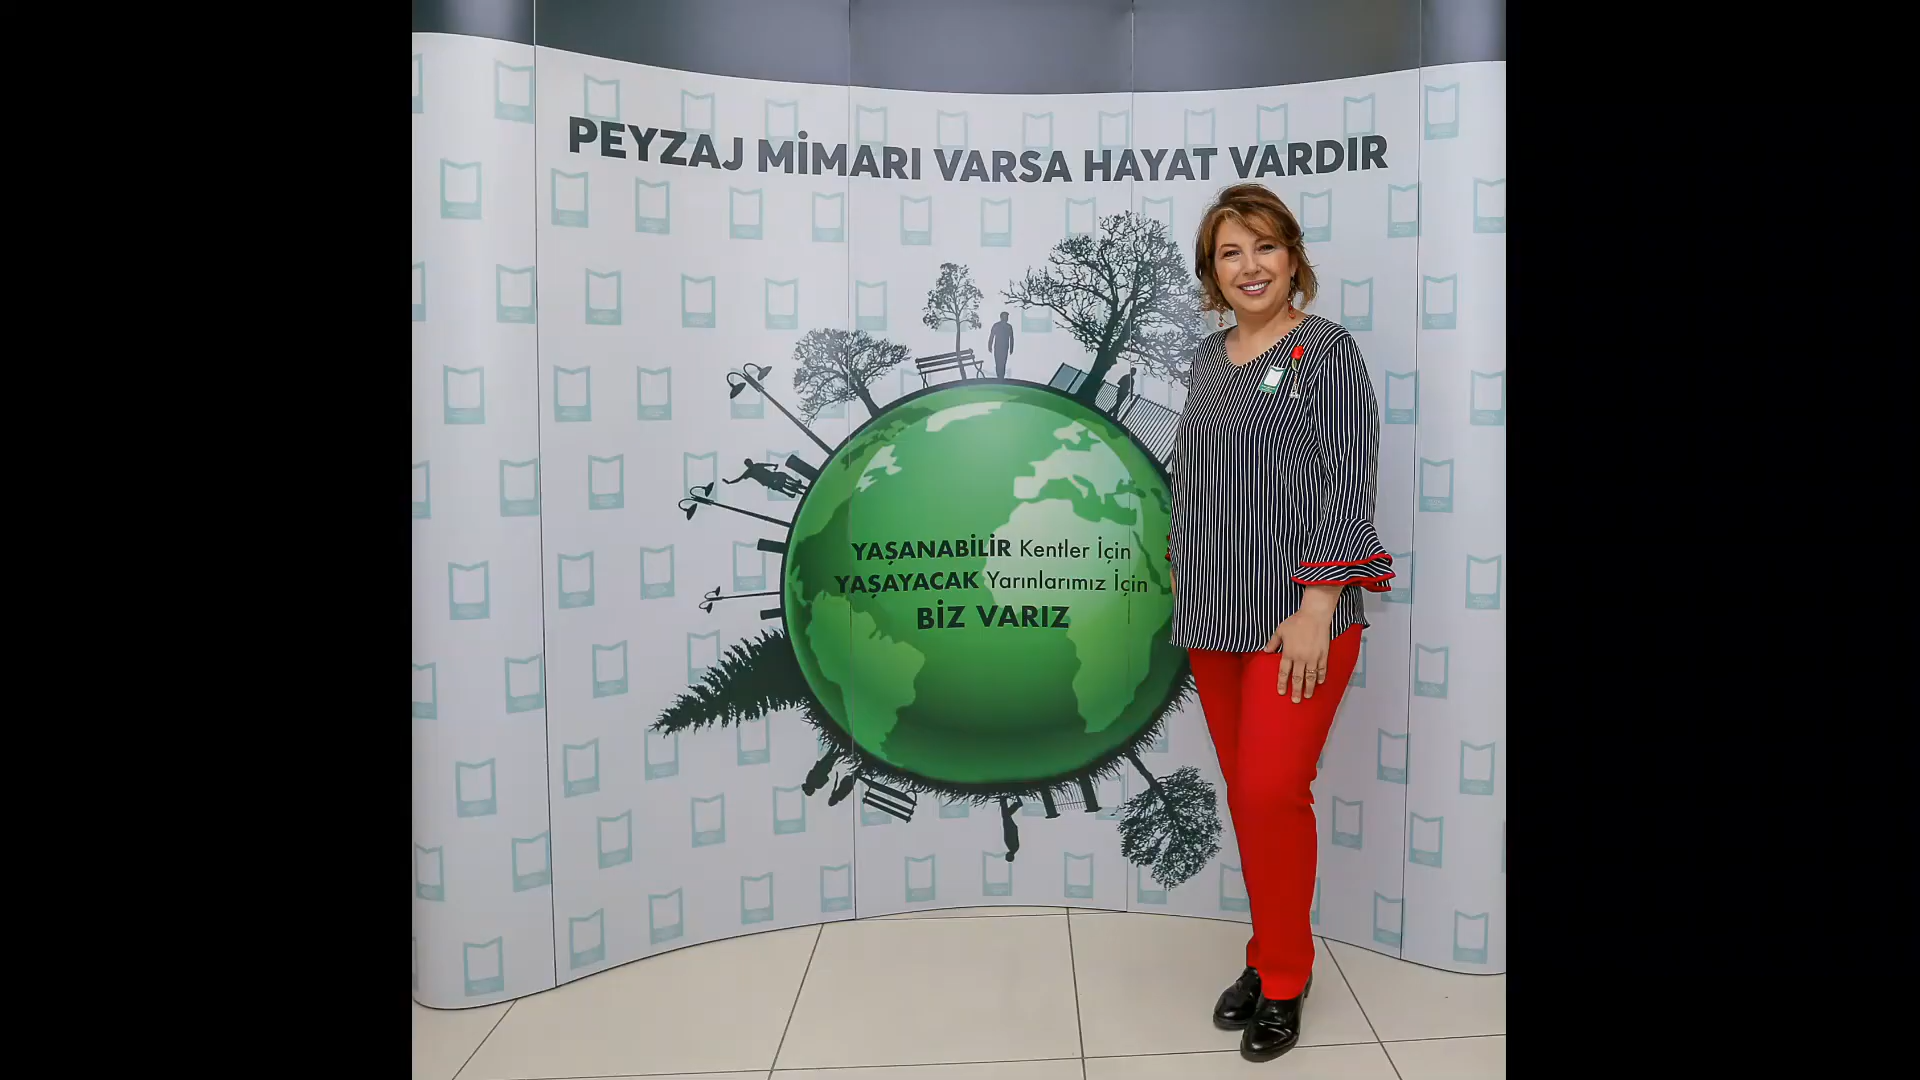 PEYZAJ MİMARI VARSA HAYAT VARDIR
YAŞANABİLİR Kentler İçin
YAŞAYACAK Yarınlarımız İçin
BİZ VARIZ